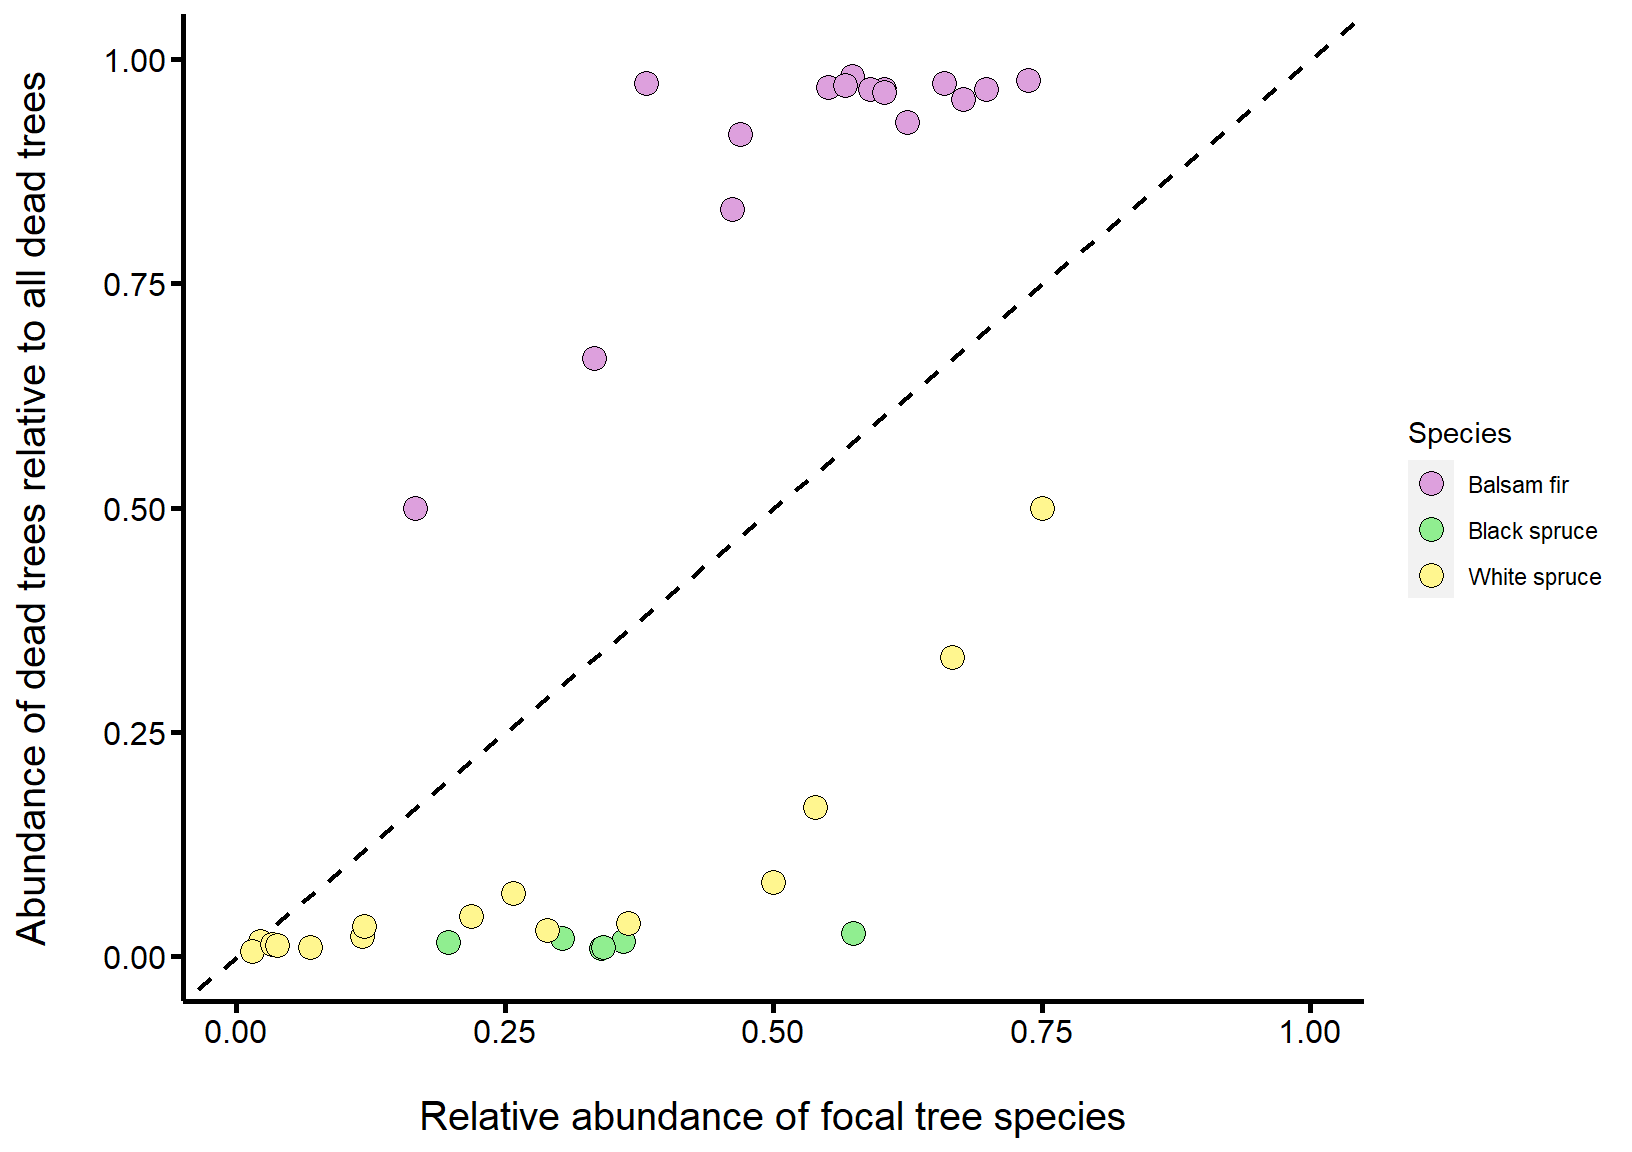 Abundance of dead trees relative to all dead trees
1.00
0.75
0.50
0.25
0.00
0.00 0.25 0.50 0.75 1.00
Relative abundance of focal tree species
Species
Balsam fir
Black spruce
White spruce